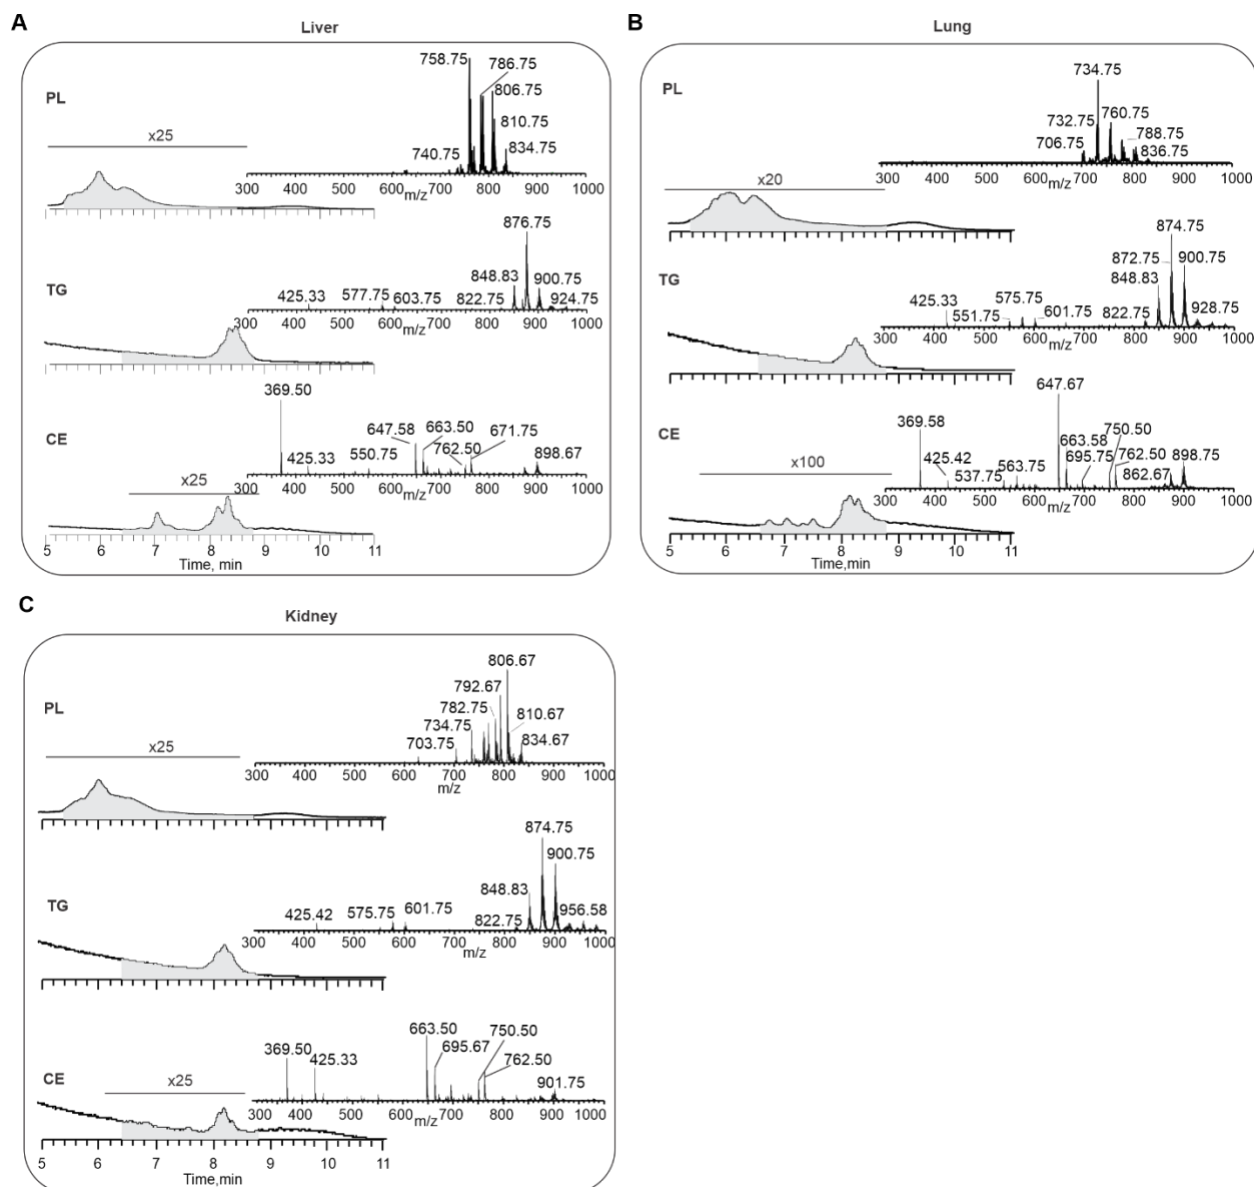 A
Liver
PL
x25
758.75
786.75
806.75
810.75
740.75
834.75
300 400 500 600 700 800 900 1000
m/z
TG
876.75
848.83
900.75
425.33
577.75
603.75
822.75
924.75
300 400 500 600 700 800 900 1000
m/z
CE
x25
369.50
647.58
663.50
671.75
425.33
550.75
762.50
898.67
300 400 500 600 700 800 900 1000
m/z
5 6 7 8 9 10 11
Time, min
B
Lung
PL
x20
734.75
732.75
760.75
706.75
788.75
836.75
300 400 500 600 700 800 900 1000
m/z
TG
874.75
872.75
900.75
848.83
425.33
575.75
551.75
601.75
822.75
928.75
300 400 500 600 700 800 900 1000
m/z
CE
x100
647.67
369.58
750.50
663.58
695.75
762.50
898.75
425.42
537.75
563.75
862.67
300 400 500 600 700 800 900 1000
m/z
5 6 7 8 9 10 11
Time,min
C
Kidney
PL
x25
806.67
792.67
782.75
810.67
734.75
703.75
834.67
300 400 500 600 700 800 900 1000
m/z
TG
874.75
900.75
848.83
425.42
575.75
601.75
822.75
956.58
300 400 500 600 700 800 900 1000
m/z
CE
x25
663.50
750.50
695.67
369.50
425.33
762.50
901.75
300 400 500 600 700 800 900 1000
m/z
5 6 7 8 9 10 11
Time,min